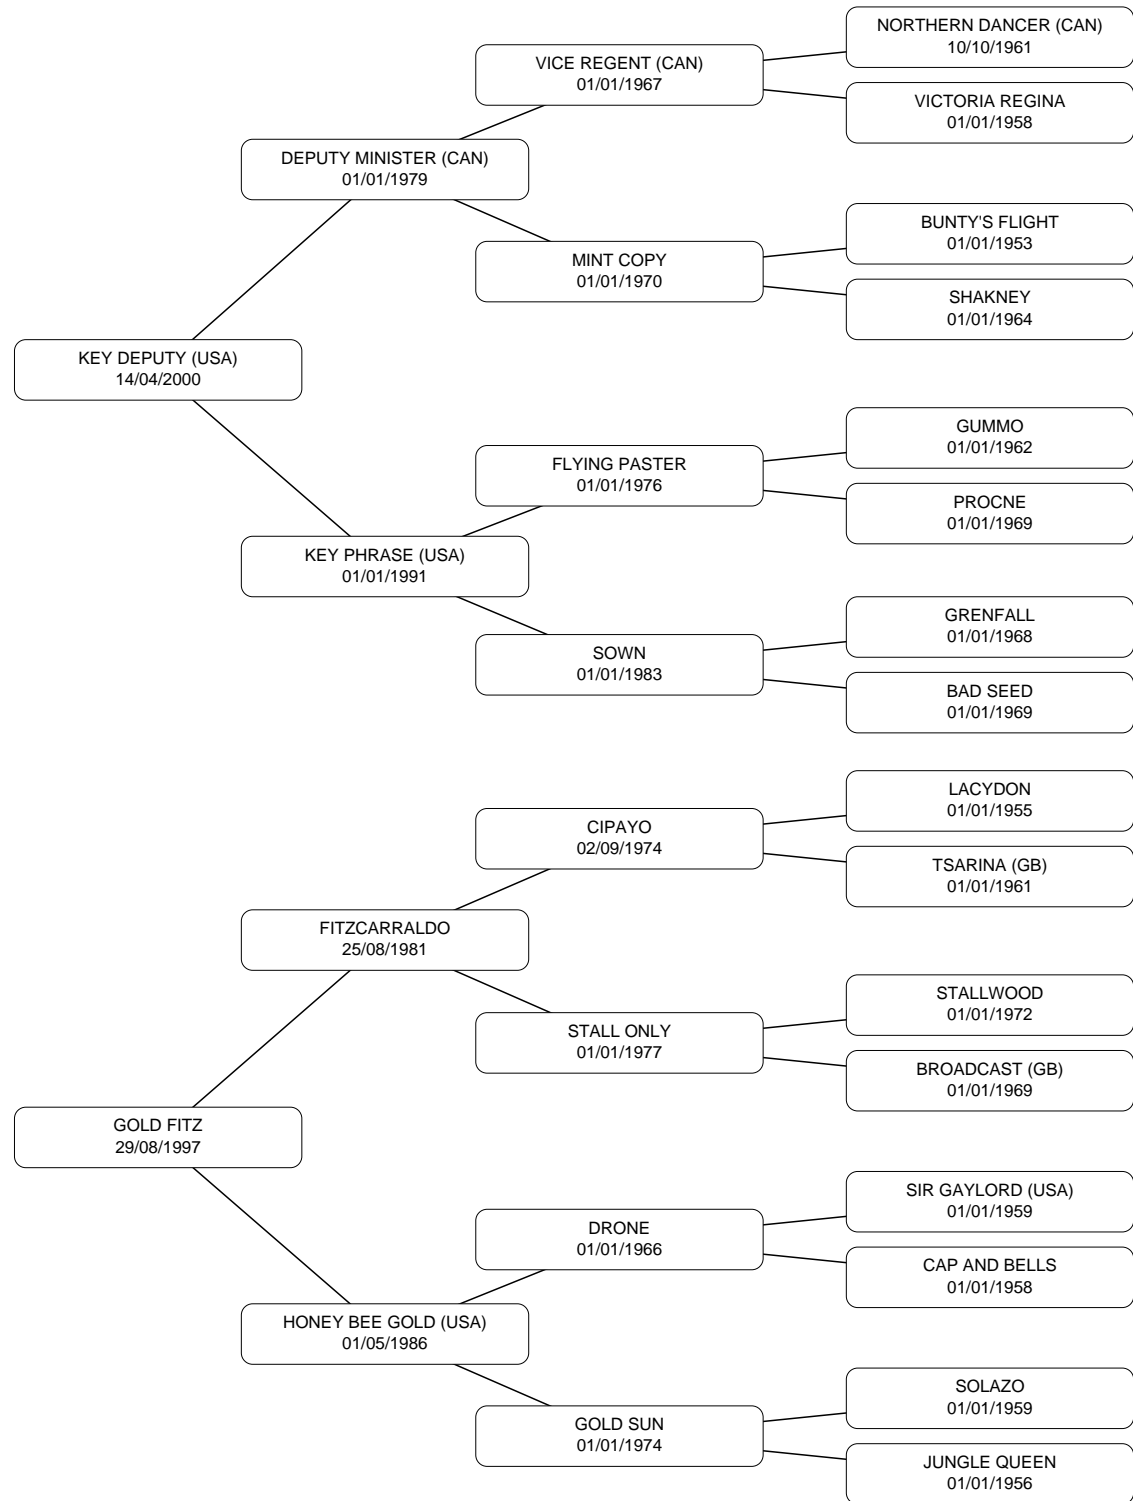 NORTHERN DANCER (CAN)
10/10/1961
VICE REGENT (CAN)
01/01/1967
VICTORIA REGINA
01/01/1958
DEPUTY MINISTER (CAN)
01/01/1979
BUNTY'S FLIGHT
01/01/1953
MINT COPY
01/01/1970
SHAKNEY
01/01/1964
KEY DEPUTY (USA)
14/04/2000
GUMMO
01/01/1962
FLYING PASTER
01/01/1976
PROCNE
01/01/1969
KEY PHRASE (USA)
01/01/1991
GRENFALL
01/01/1968
SOWN
01/01/1983
BAD SEED
01/01/1969
LACYDON
01/01/1955
CIPAYO
02/09/1974
TSARINA (GB)
01/01/1961
FITZCARRALDO
25/08/1981
STALLWOOD
01/01/1972
STALL ONLY
01/01/1977
BROADCAST (GB)
01/01/1969
GOLD FITZ
29/08/1997
SIR GAYLORD (USA)
01/01/1959
DRONE
01/01/1966
CAP AND BELLS
01/01/1958
HONEY BEE GOLD (USA)
01/05/1986
SOLAZO
01/01/1959
GOLD SUN
01/01/1974
JUNGLE QUEEN
01/01/1956